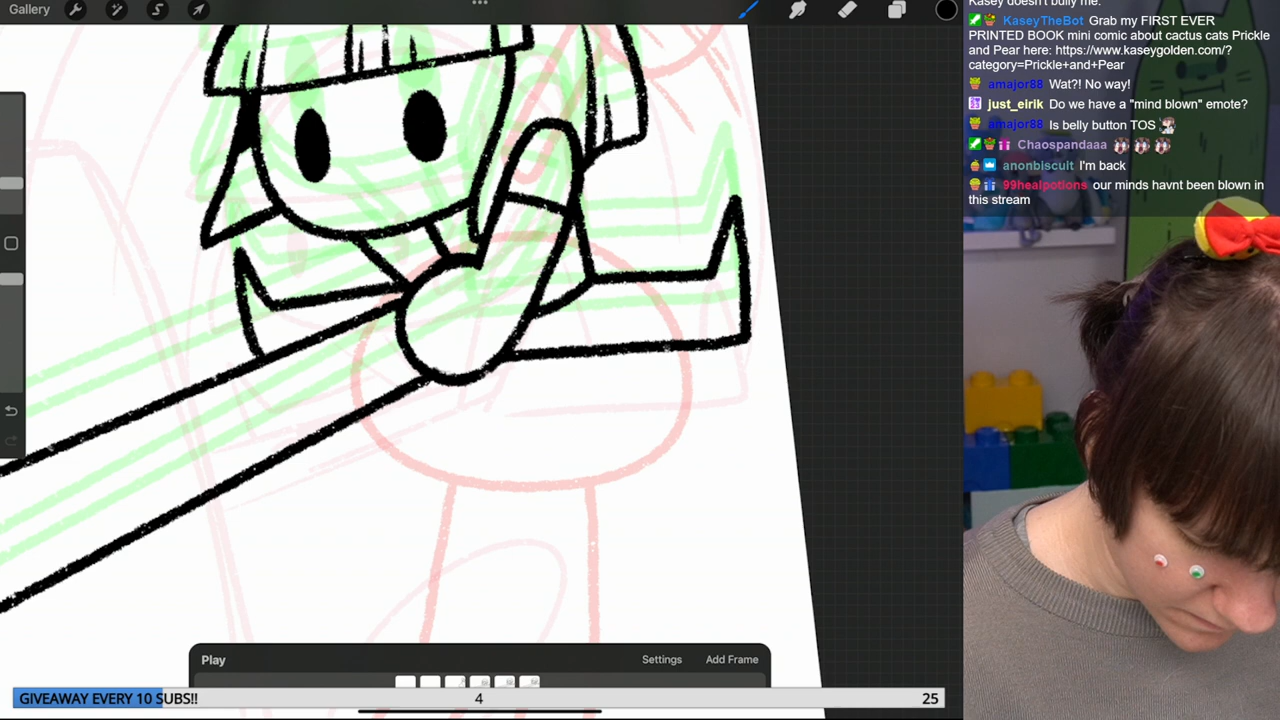 Gallery
Kasey doesn't bully me.
KaseyTheBot Grab my FIRST EVER
PRINTED BOOK mini comic about cactus cats Prickle
and Pear here: https://www.kaseygolden.com/?
category=Prickle+and+Pear
amajor88 Wat?! No way!
just_eirik Do we have a "mind blown" emote?
amajor88 Is belly button TOS
Chaospandaaa
anonbiscuit I'm back
99healpotions our minds havnt been blown in
this stream
Play
Settings
Add Frame
GIVEAWAY EVERY 10 SUBS!!
4
25